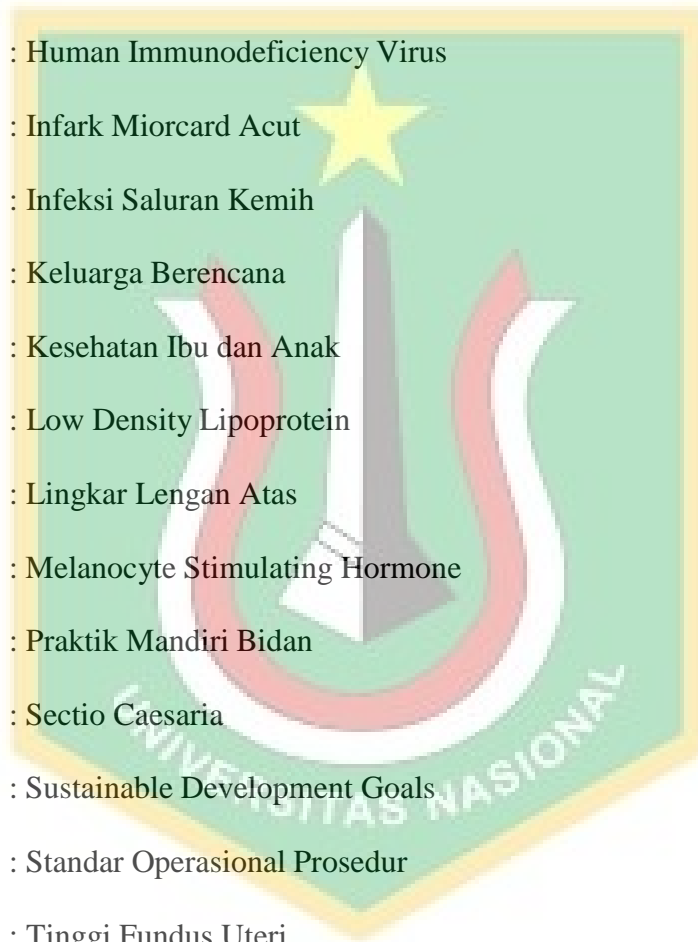 : Human Immunodeficiency Virus
: Infark Miorcard Acut
: Infeksi Saluran Kemih
: Keluarga Berencana
: Kesehatan Ibu dan Anak
: Low Density Lipoprotein
: Lingkar Lengan Atas
: Melanocyte Stimulating Hormone
: Praktik Mandiri Bidan
: Sectio Caesaria
: Sustainable Development Goals
: Standar Operasional Prosedur
: Tinggi Fundus Uteri
UNIVERSITAS NASIONAL